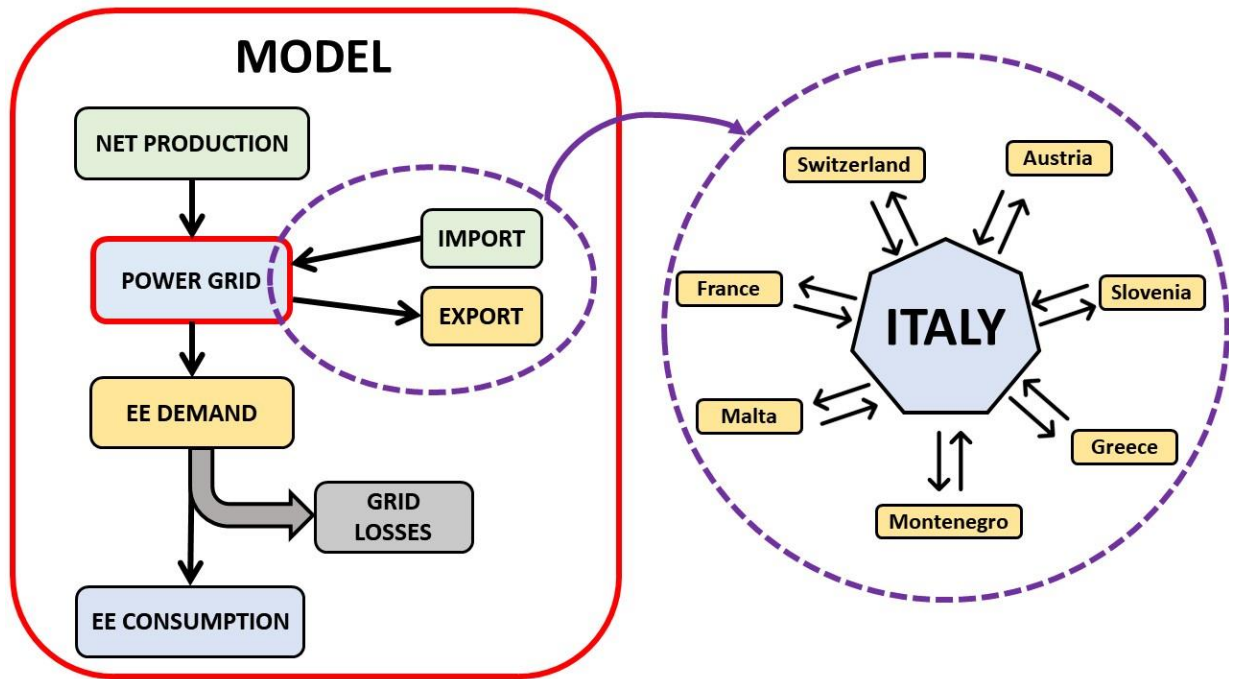 MODEL
NET PRODUCTION
POWER GRID
IMPORT
EXPORT
EE DEMAND
GRID
LOSSES
EE CONSUMPTION
Switzerland
Austria
France
Slovenia
ITALY
Malta
Greece
Montenegro